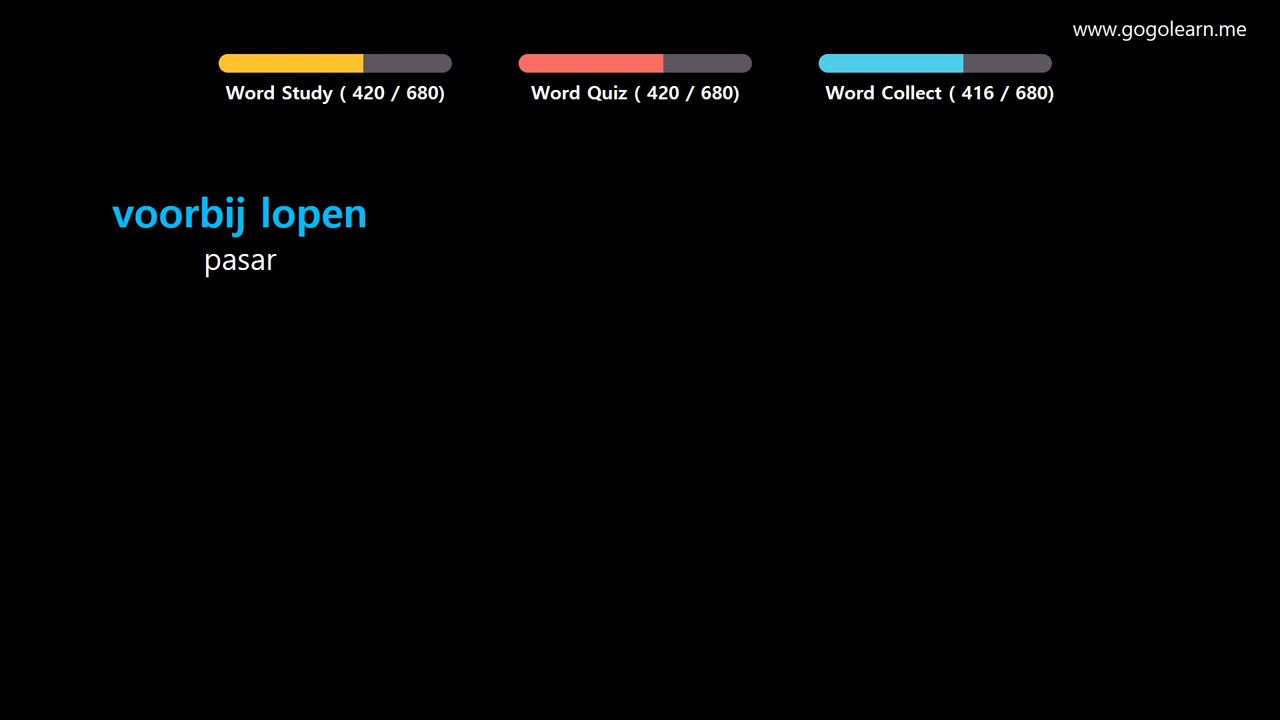 www.gogolearn.me
Word Study ( 420 / 680)
Word Quiz ( 420 / 680)
Word Collect ( 416 / 680)
voorbij lopen
pasar